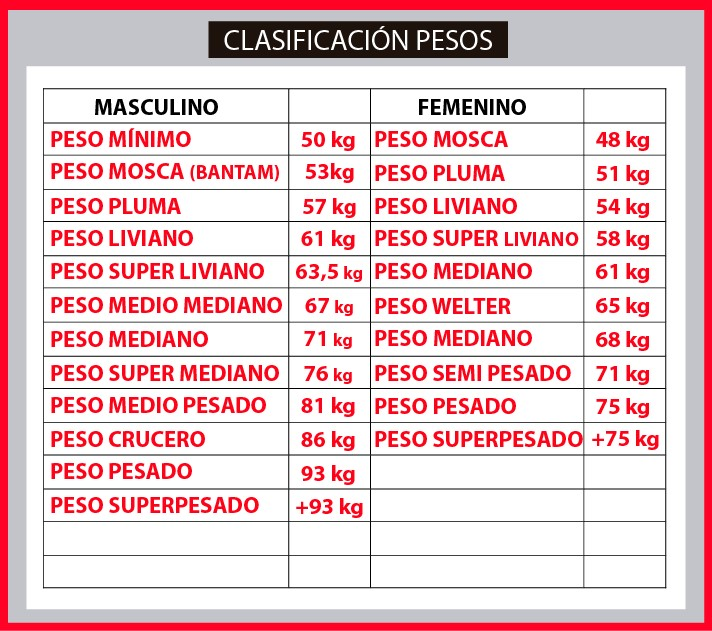 CLASIFICACIÓN PESOS
MASCULINO FEMENINO
PESO MÍNIMO 50 kg PESO MOSCA 48 kg
PESO MOSCA (BANTAM) 53kg PESO PLUMA 51 kg
PESO PLUMA 57 kg PESO LIVIANO 54 kg
PESO LIVIANO 61 kg PESO SUPER LIVIANO 58 kg
PESO SUPER LIVIANO 63,5 kg PESO MEDIANO 61 kg
PESO MEDIO MEDIANO 67 kg PESO WELTER 65 kg
PESO MEDIANO 71 kg PESO MEDIANO 68 kg
PESO SUPER MEDIANO 76 kg PESO SEMI PESADO 71 kg
PESO MEDIO PESADO 81 kg PESO PESADO 75 kg
PESO CRUCERO 86 kg PESO SUPERPESADO +75 kg
PESO PESADO 93 kg
PESO SUPERPESADO +93 kg